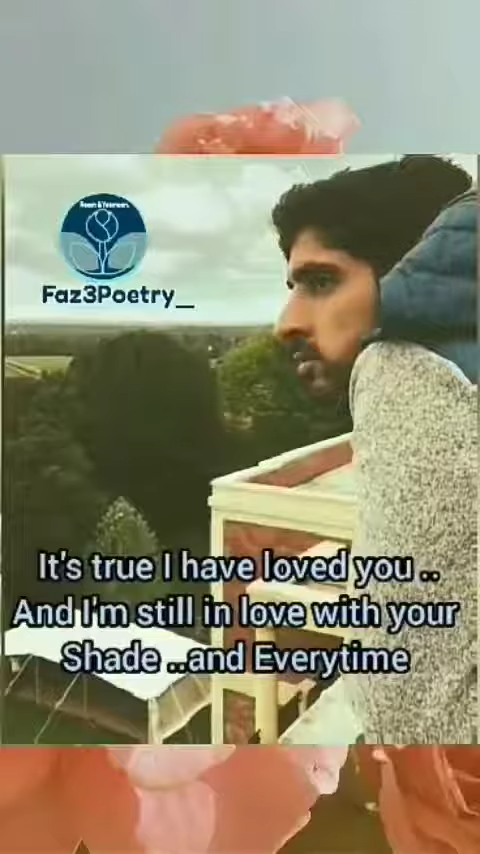 Faz3Poetry_
It's true I have loved you ..
And I'm still in love with your
Shade ..and Everytime